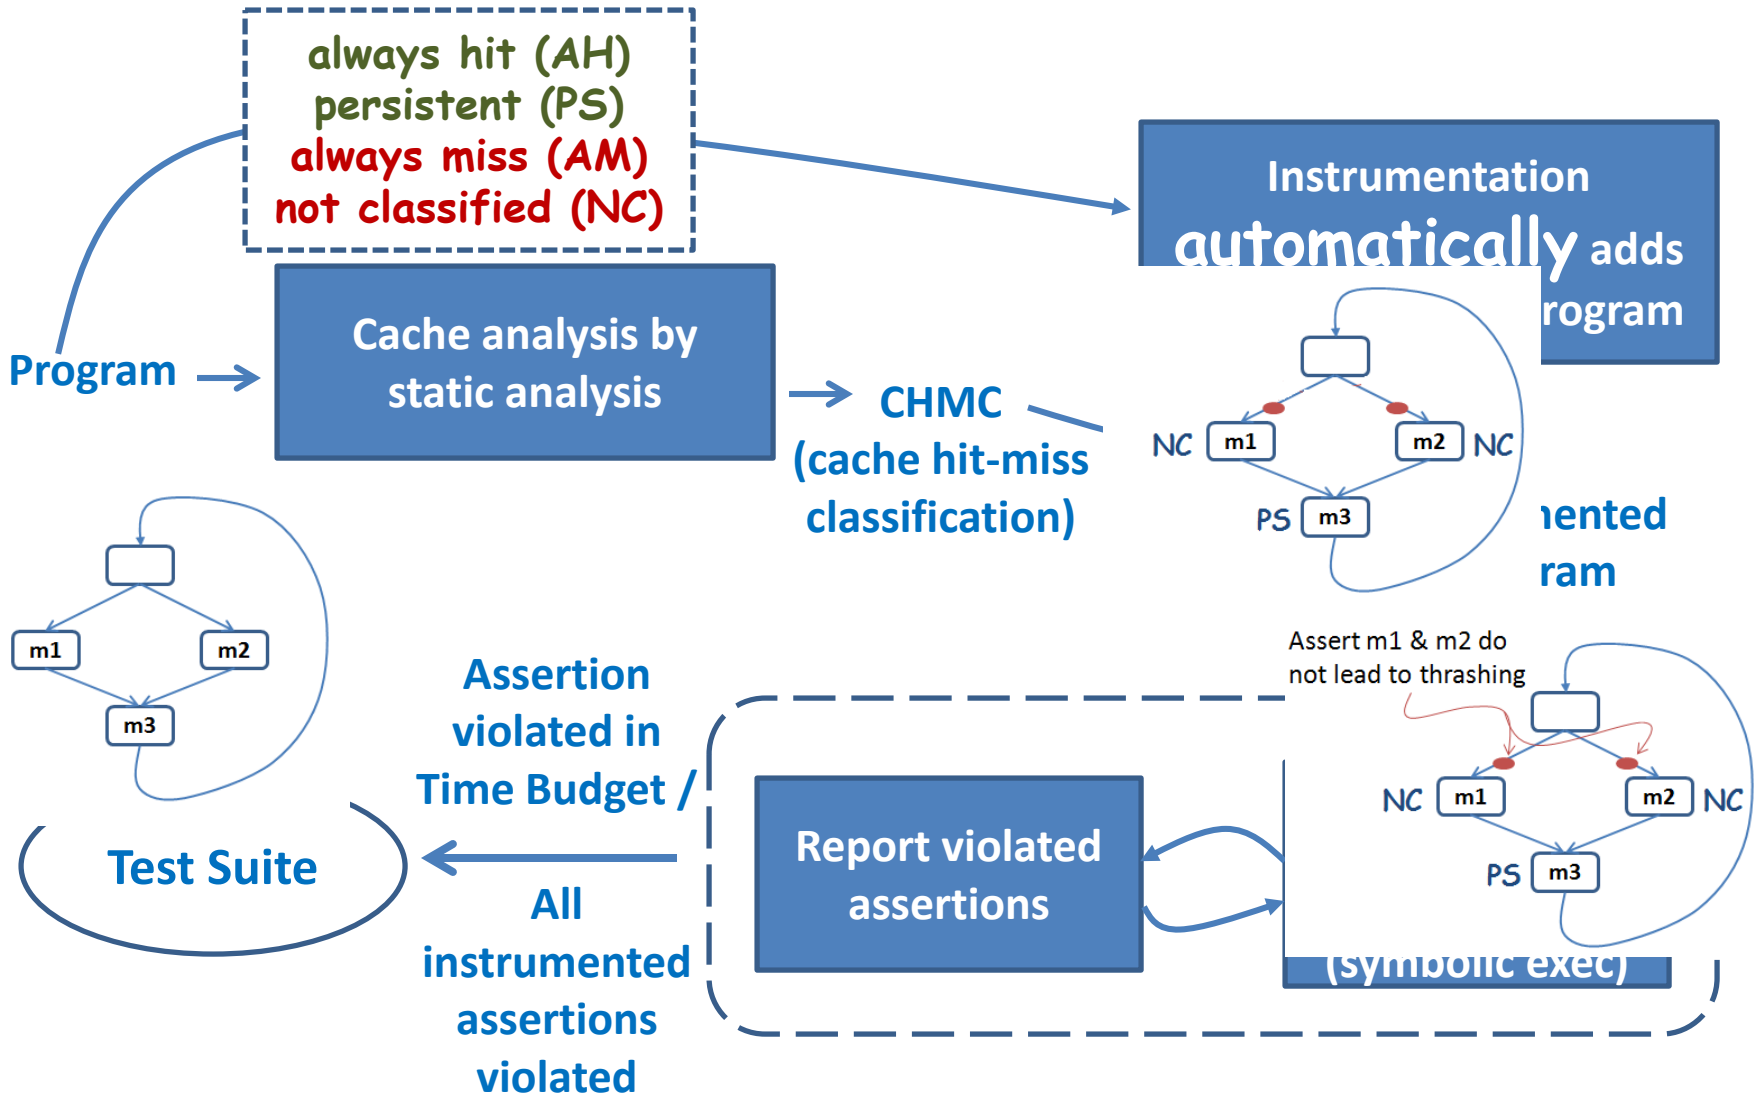 always hit (AH)
persistent (PS)
always miss (AM)
not classified (NC)
Instrumentation
automatically adds
rogram
Cache analysis by
static analysis
Program
CHMC
(cache hit-miss
classification)
NC
m1
m2
NC
PS
m3
ram
m1
m2
m3
Assertion
violated in
Time Budget /
All
instrumented
assertions
violated
Test Suite
Report violated
assertions
Assert m1 & m2 do
not lead to thrashing
NC
m1
m2
NC
PS
m3
(symbolic exec)